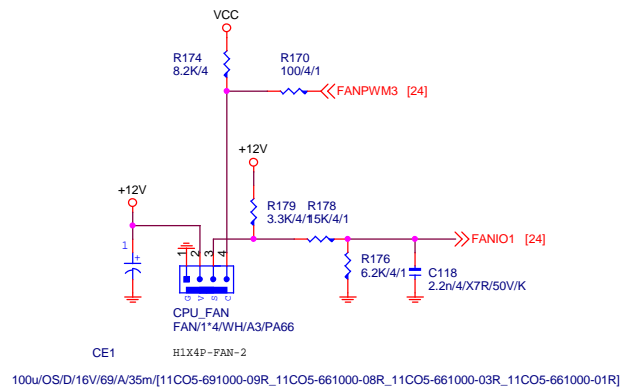 VCC
R174
8.2K/4
R170
100/4/1
FANPWM3 [24]
+12V
+12V
R179
3.3K/4/1
R178
15K/4/1
FANIO1 [24]
1
1
2
3
4
R176
6.2K/4/1
C118
2.2n/4/X7R/50V/K
+
G
V
S
C
CPU_FAN
FAN/1*4/WH/A3/PA66
CE1
H1X4P-FAN-2
100u/OS/D/16V/69/A/35m/[11CO5-691000-09R_11CO5-661000-08R_11CO5-661000-03R_11CO5-661000-01R]